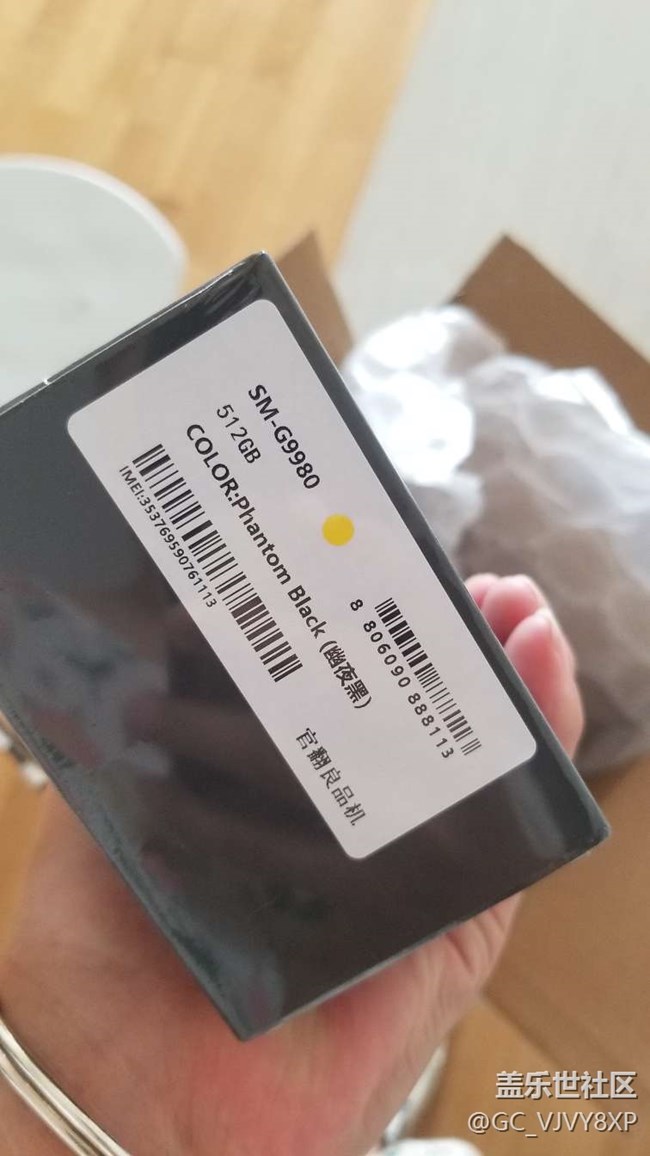 SM-G9980
512GB
COLOR:Phantom Black (幽夜黑)
IMEI:353769590761113
8 806090 888113
官翻良品机
盖乐世社区
@GC_VJVY8XP